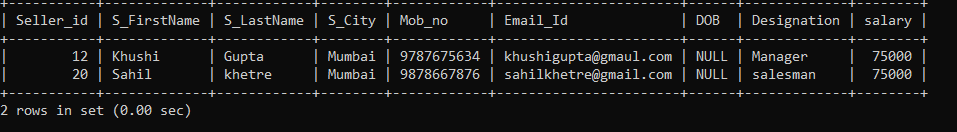 +-----------+-------------+------------+--------+------------+-----------------------+------+-------------+--------+
| Seller_id | S_FirstName | S_LastName | S_City | Mob_no     | Email_Id              | DOB  | Designation | salary |
+-----------+-------------+------------+--------+------------+-----------------------+------+-------------+--------+
|        12 | Khushi      | Gupta      | Mumbai | 9787675634 | khushigupta@gmaul.com | NULL | Manager     |  75000 |
|        20 | Sahil       | khetre     | Mumbai | 9878667876 | sahilkhetre@gmail.com | NULL | salesman    |  75000 |
+-----------+-------------+------------+--------+------------+-----------------------+------+-------------+--------+
2 rows in set (0.00 sec)